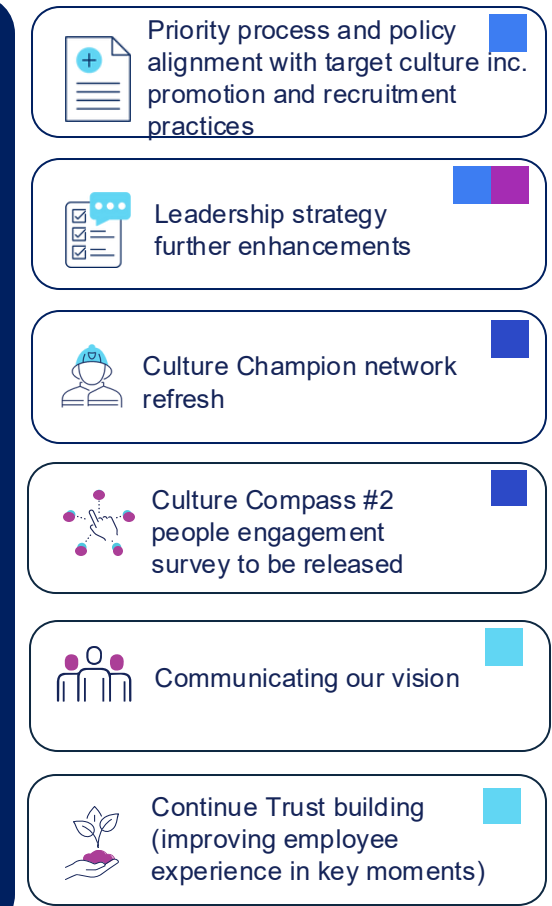 Priority process and policy
alignment with target culture inc.
promotion and recruitment
practices
Leadership strategy
further enhancements
Culture Champion network
refresh
Culture Compass #2
people engagement
survey to be released
Communicating our vision
Continue Trust building
(improving employee
experience in key moments)